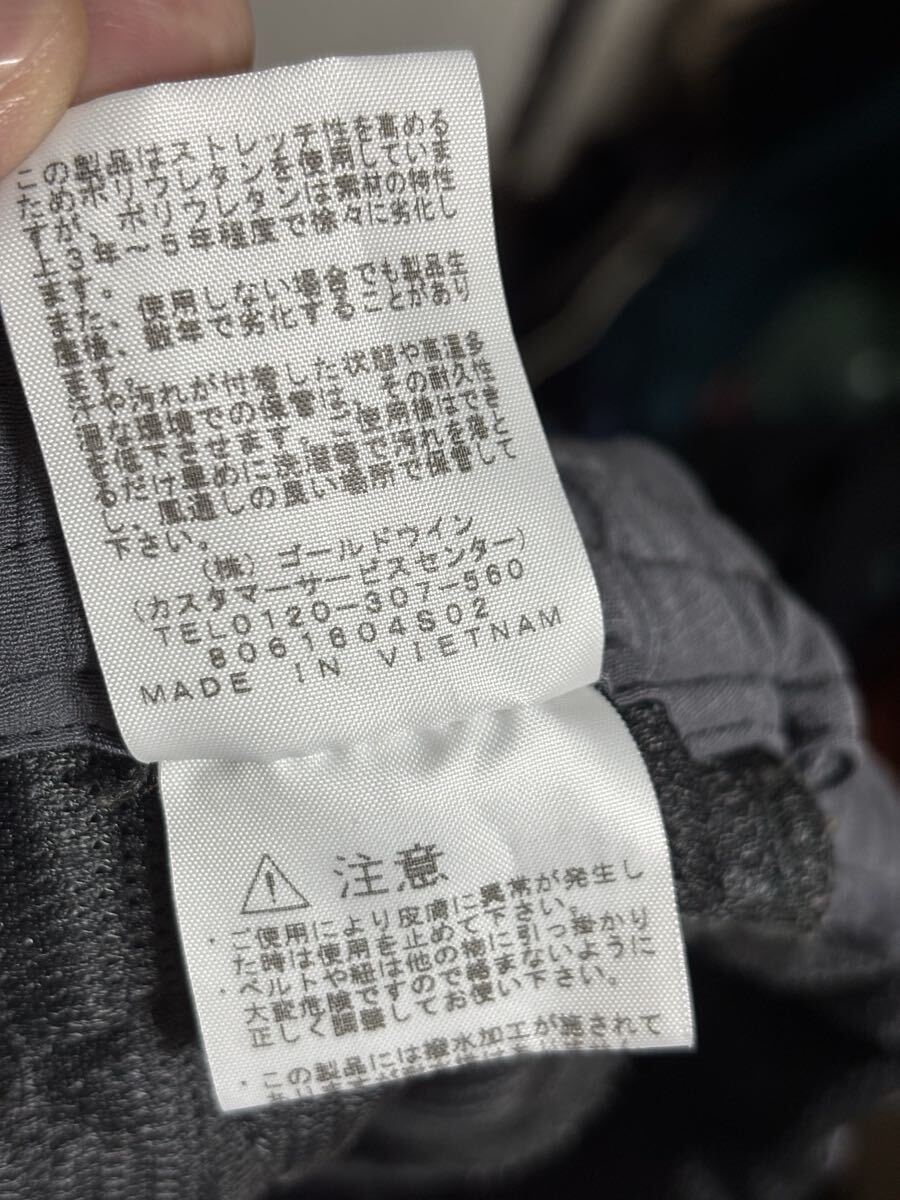 この製品はストレッチ性を高める
ためポリウレタンを使用していま
すが、ポリウレタンは素材の特性
上3年～5年程度で徐々に劣化し
ます。
また、使用しない場合でも製品生
産後、数年で劣化することがあり
ます。
汗や汚れが付着した状態や高温多
湿な環境での保管は、その耐久性
を低下させます。ご使用後はでき
るだけ早めに洗濯等で汚れを落と
し、風通しの良い場所で保管して
下さい。
(株) ゴールドウイン
(カスタマーサービスセンター)
TEL0120-307-560
8061804S02
MADE IN VIETNAM
注意
・ご使用により皮膚に異常が発生し
た時は使用を止めて下さい。
・ベルトや紐は他の物に引っ掛かり
大変危険ですので絡まないように
正しく調整してお使い下さい。
・この製品には撥水加工が施されて